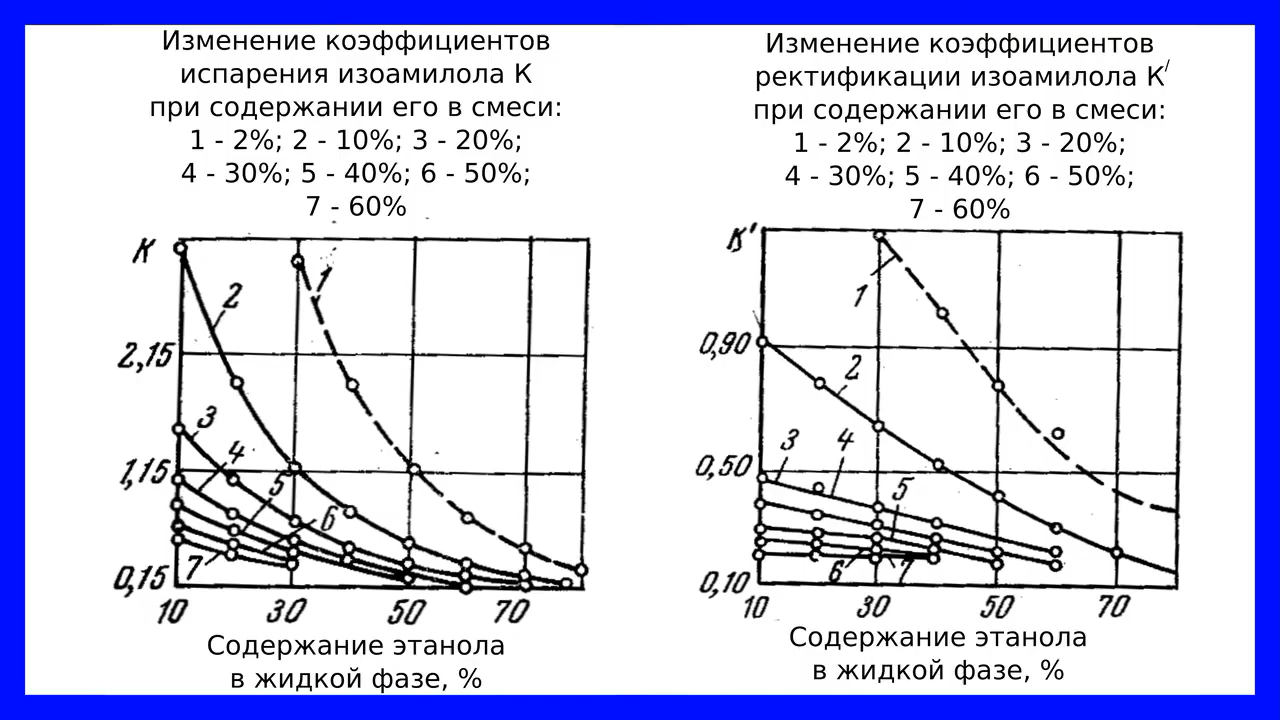 Изменение коэффициентов
испарения изоамилола К
при содержании его в смеси:
1 - 2%; 2 - 10%; 3 - 20%;
4 - 30%; 5 - 40%; 6 - 50%;
7 - 60%
К
2,15
1,15
0,15
1
2
3
4
5
6
7
10 30 50 70
Содержание этанола
в жидкой фазе, %
Изменение коэффициентов
ректификации изоамилола К/
при содержании его в смеси:
1 - 2%; 2 - 10%; 3 - 20%;
4 - 30%; 5 - 40%; 6 - 50%;
7 - 60%
К'
0,90
0,50
0,10
1
2
3
4
5
6
7
10 30 50 70
Содержание этанола
в жидкой фазе, %